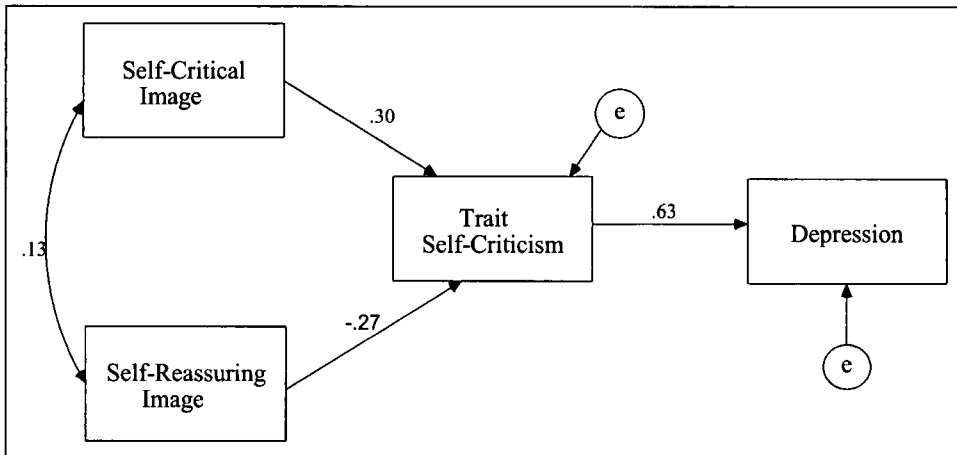 Self-Critical
Image
.30
e
Trait
Self-Criticism
.63
Depression
.13
-.27
Self-Reassuring
Image
e